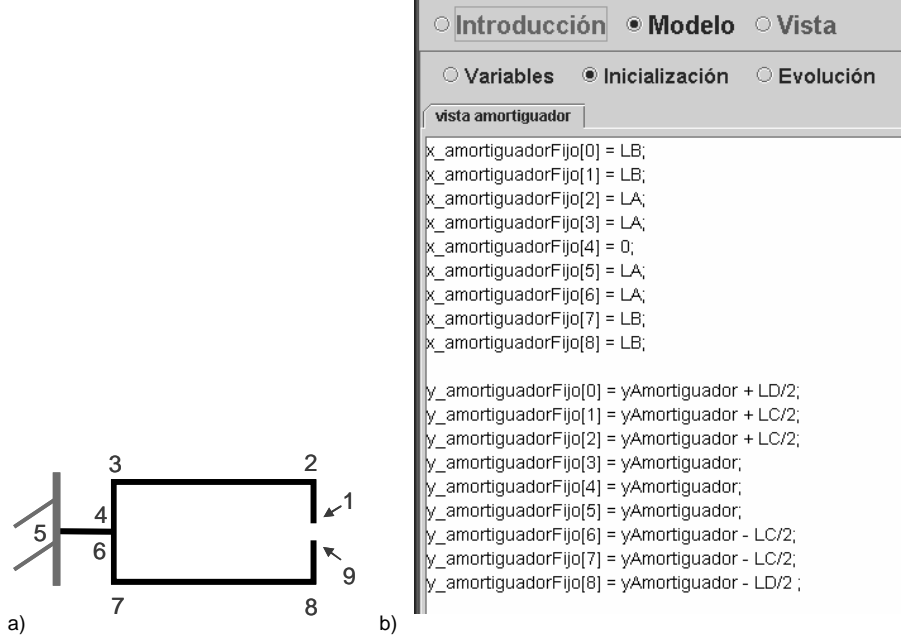 Introducción Modelo Vista
Variables Inicialización Evolución
vista amortiguador
x_amortiguadorFijo[0] = LB;
x_amortiguadorFijo[1] = LB;
x_amortiguadorFijo[2] = LA;
x_amortiguadorFijo[3] = LA;
x_amortiguadorFijo[4] = 0;
x_amortiguadorFijo[5] = LA;
x_amortiguadorFijo[6] = LA;
x_amortiguadorFijo[7] = LB;
x_amortiguadorFijo[8] = LB;
y_amortiguadorFijo[0] = yAmortiguador + LD/2;
y_amortiguadorFijo[1] = yAmortiguador + LC/2;
y_amortiguadorFijo[2] = yAmortiguador + LC/2;
y_amortiguadorFijo[3] = yAmortiguador;
y_amortiguadorFijo[4] = yAmortiguador;
y_amortiguadorFijo[5] = yAmortiguador;
y_amortiguadorFijo[6] = yAmortiguador - LC/2;
y_amortiguadorFijo[7] = yAmortiguador - LC/2;
y_amortiguadorFijo[8] = yAmortiguador - LD/2 ;
3 2
1
4
5
6
9
7 8
a) b)